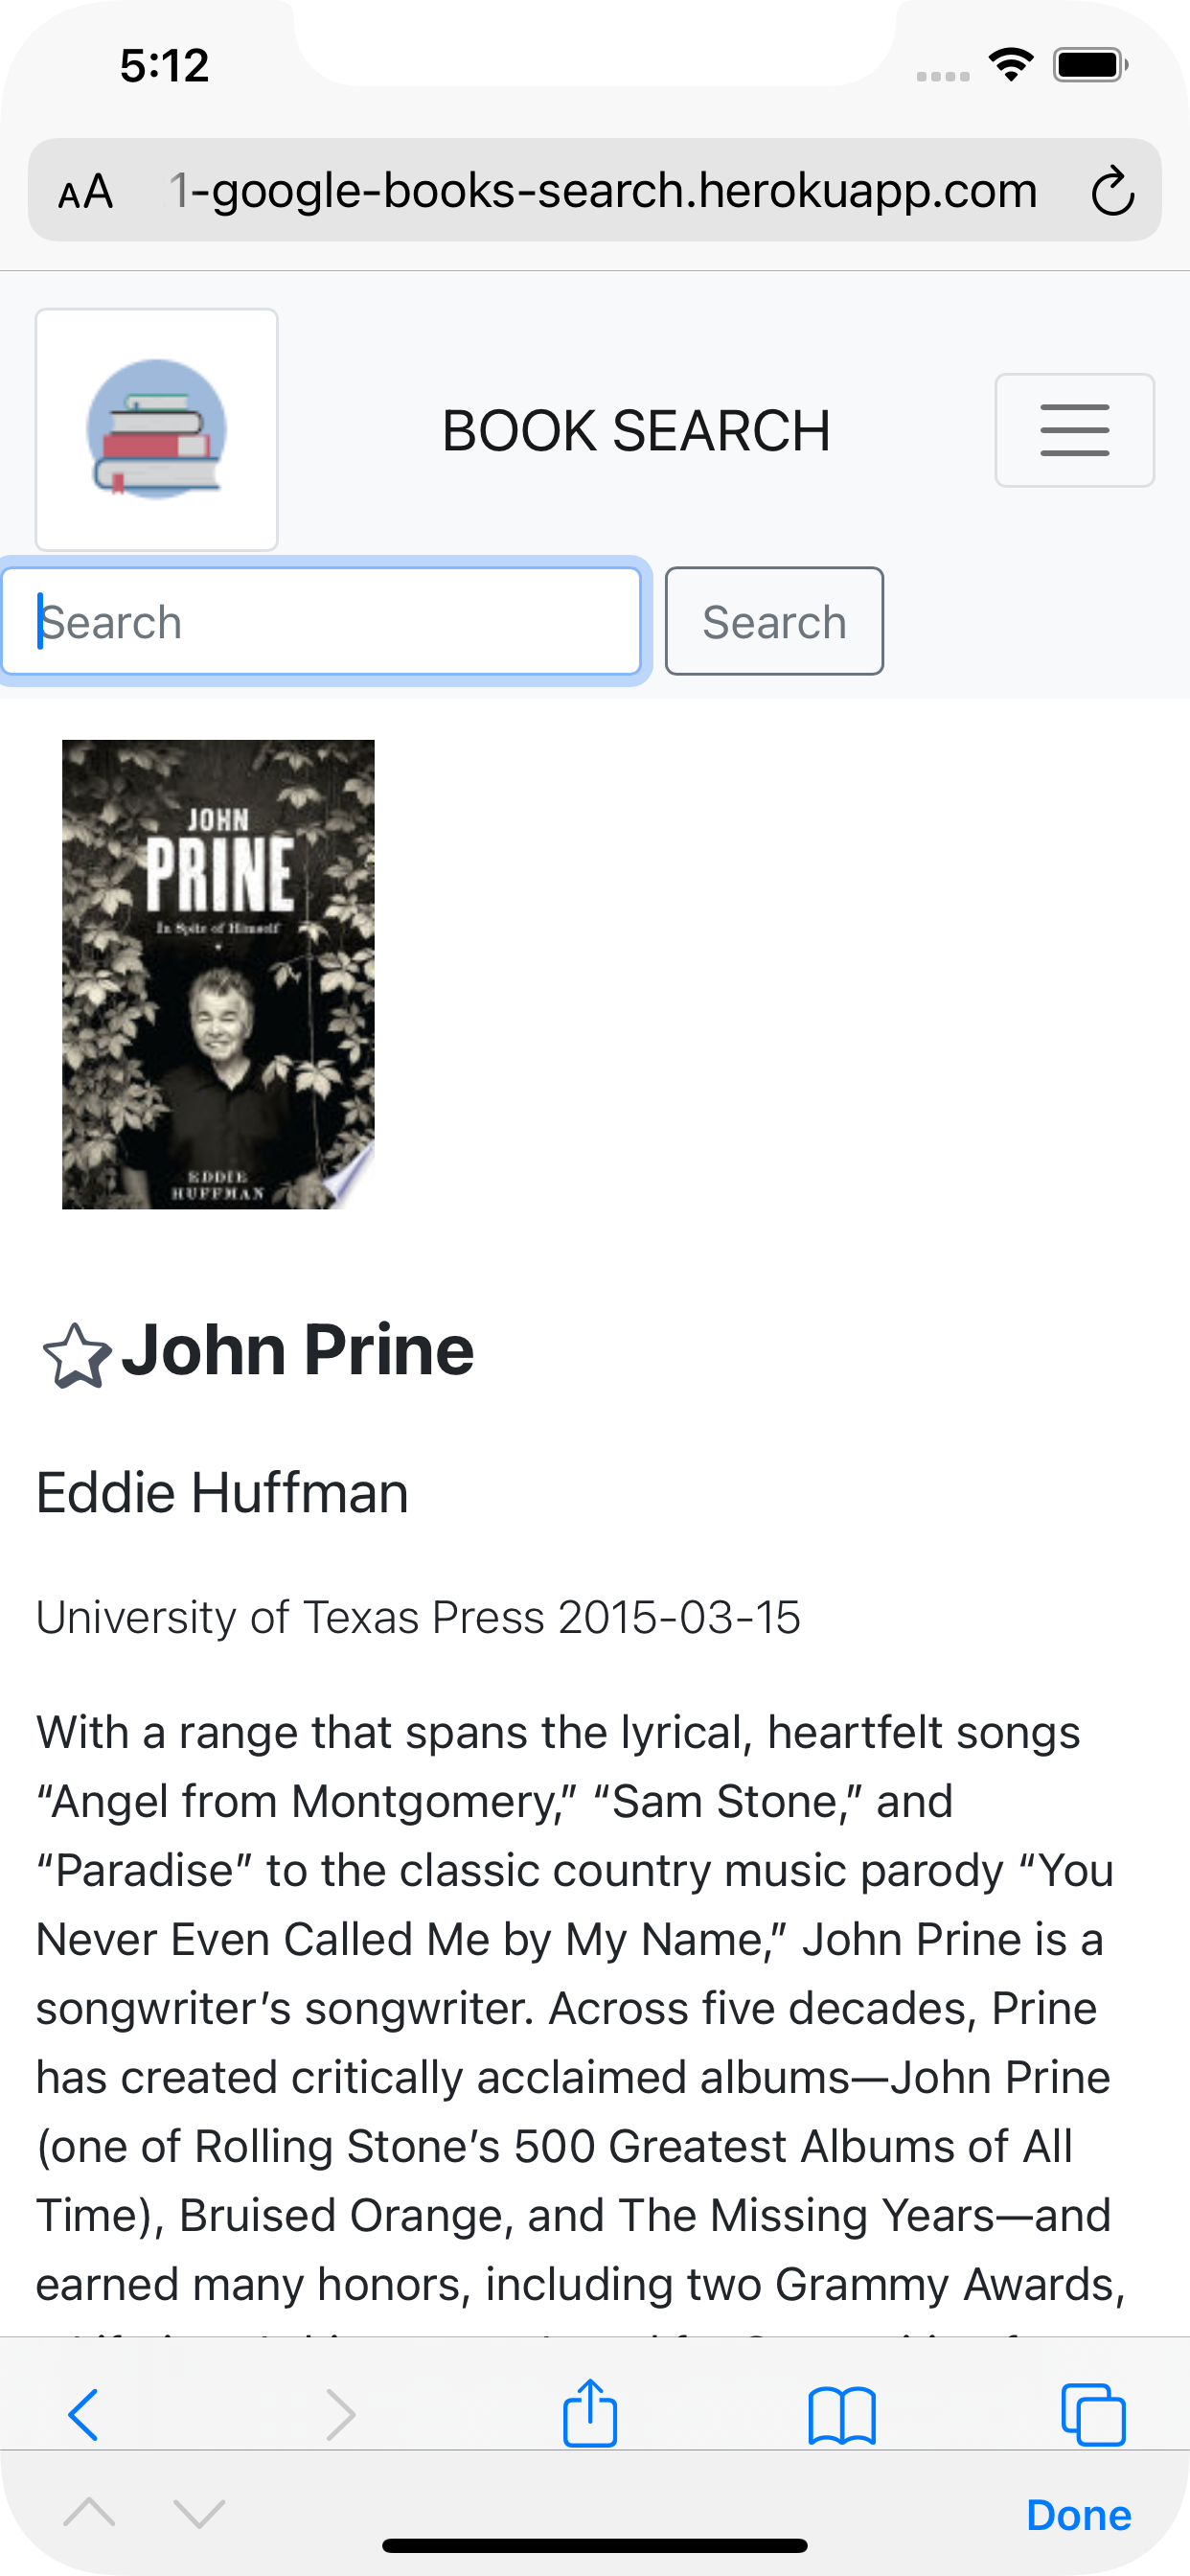 5:12
AA 1-google-books-search.herokuapp.com
BOOK SEARCH
Search Search
JOHN
PRINE
In Spite of Himself
EDDIE
HUFFMAN
John Prine
Eddie Huffman
University of Texas Press 2015-03-15
With a range that spans the lyrical, heartfelt songs
“Angel from Montgomery,” “Sam Stone,” and
“Paradise” to the classic country music parody “You
Never Even Called Me by My Name,” John Prine is a
songwriter’s songwriter. Across five decades, Prine
has created critically acclaimed albums—John Prine
(one of Rolling Stone’s 500 Greatest Albums of All
Time), Bruised Orange, and The Missing Years—and
earned many honors, including two Grammy Awards,
Done